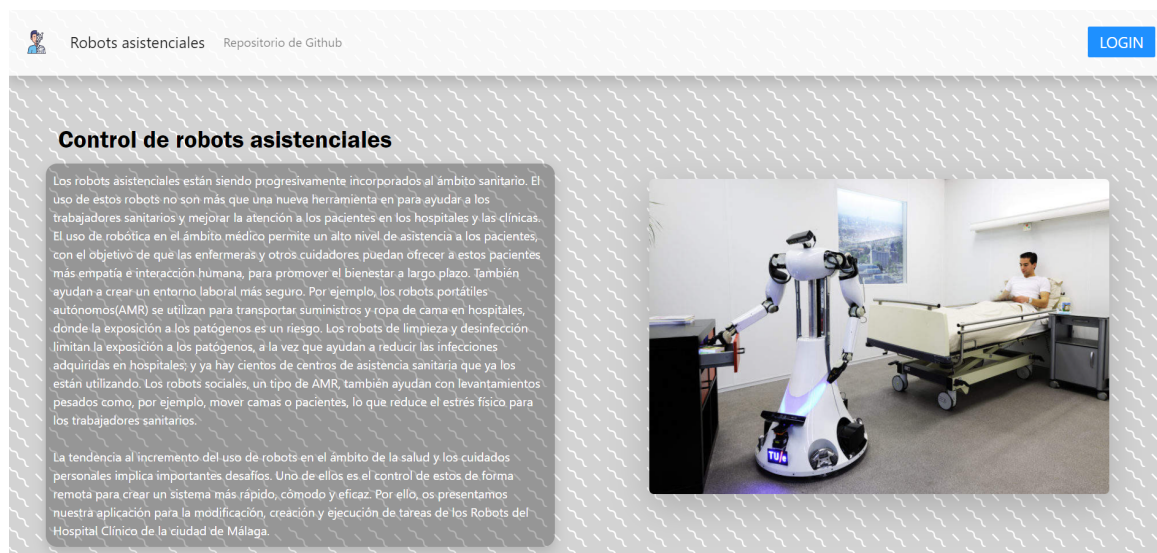 Robots asistenciales
Repositorio de Github
LOGIN
Control de robots asistenciales
Los robots asistenciales están siendo progresivamente incorporados al ámbito sanitario. El
uso de estos robots no son más que una nueva herramienta en para ayudar a los
trabajadores sanitarios y mejorar la atención a los pacientes en los hospitales y las clínicas.
El uso de robótica en el ámbito médico permite un alto nivel de asistencia a los pacientes,
con el objetivo de que las enfermeras y otros cuidadores puedan ofrecer a estos pacientes
más empatía e interacción humana, para promover el bienestar a largo plazo. También
ayudan a crear un entorno laboral más seguro. Por ejemplo, los robots portátiles
autónomos(AMR) se utilizan para transportar suministros y ropa de cama en hospitales,
donde la exposición a los patógenos es un riesgo. Los robots de limpieza y desinfección
limitan la exposición a los patógenos, a la vez que ayudan a reducir las infecciones
adquiridas en hospitales; y ya hay cientos de centros de asistencia sanitaria que ya los
están utilizando. Los robots sociales, un tipo de AMR, también ayudan con levantamientos
pesados como, por ejemplo, mover camas o pacientes, lo que reduce el estrés físico para
los trabajadores sanitarios.
La tendencia al incremento del uso de robots en el ámbito de la salud y los cuidados
personales implica importantes desafíos. Uno de ellos es el control de estos de forma
remota para crear un sistema más rápido, cómodo y eficaz. Por ello, os presentamos
nuestra aplicación para la modificación, creación y ejecución de tareas de los Robots del
Hospital Clínico de la ciudad de Málaga.
TU/e